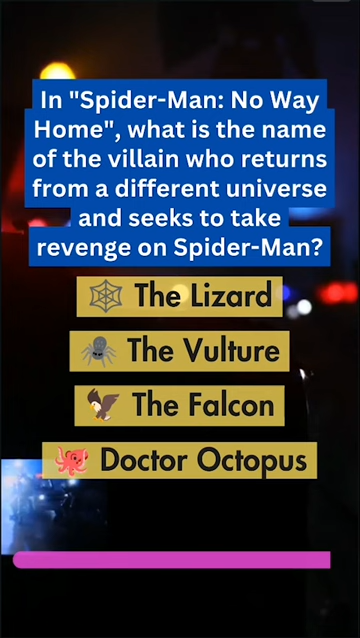 In "Spider-Man: No Way
Home", what is the name
of the villain who returns
from a different universe
and seeks to take
revenge on Spider-Man?
The Lizard
The Vulture
The Falcon
Doctor Octopus